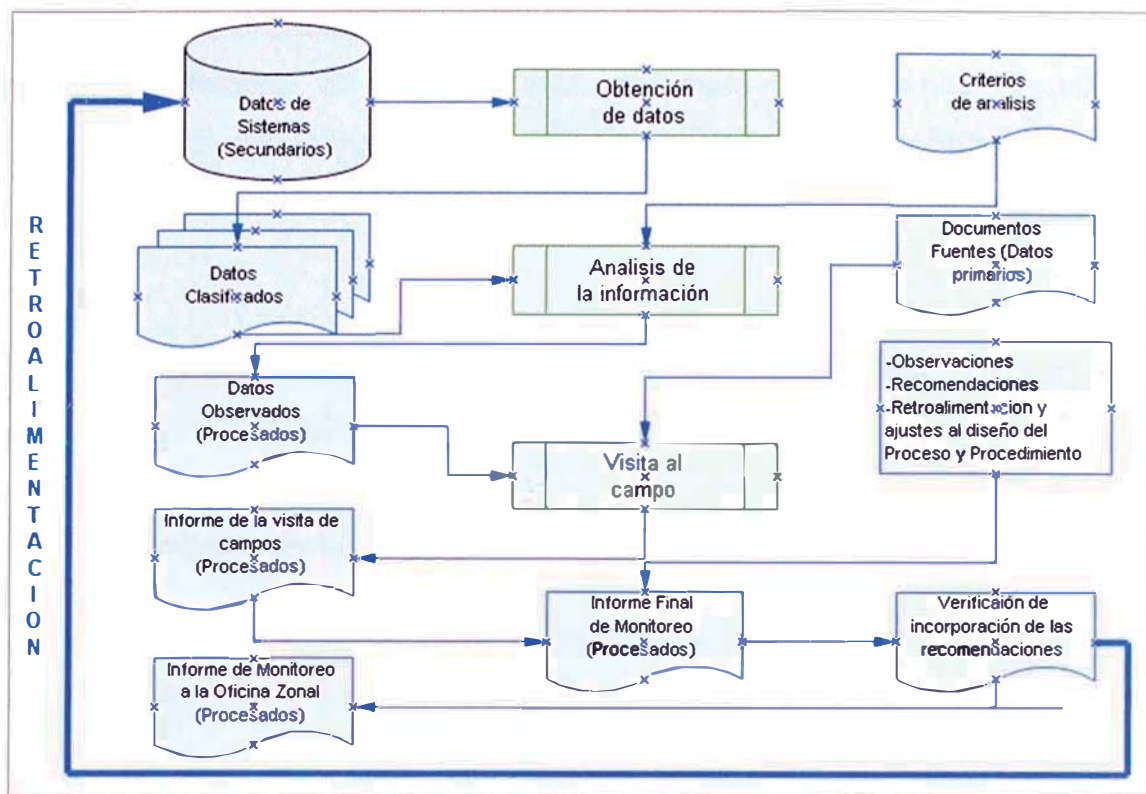 Datos de
Sistemas
(Secundarios)
Obtención
de datos
Criterios
de analisis
RETROALIMENTACION
Datos
Clasificados
Analisis de
la información
Documentos
Fuentes (Datos
primarios)
Datos
Observados
(Procesados)
Visita al
campo
-Observaciones
-Recomendaciones
-Retroalimentacion y
ajustes al diseño del
Proceso y Procedimiento
Informe de la visita de
campos
(Procesados)
Informe Final
de Monitoreo
(Procesados)
Verificaión de
incorporación de las
recomendaciones
Informe de Monitoreo
a la Oficina Zonal
(Procesados)